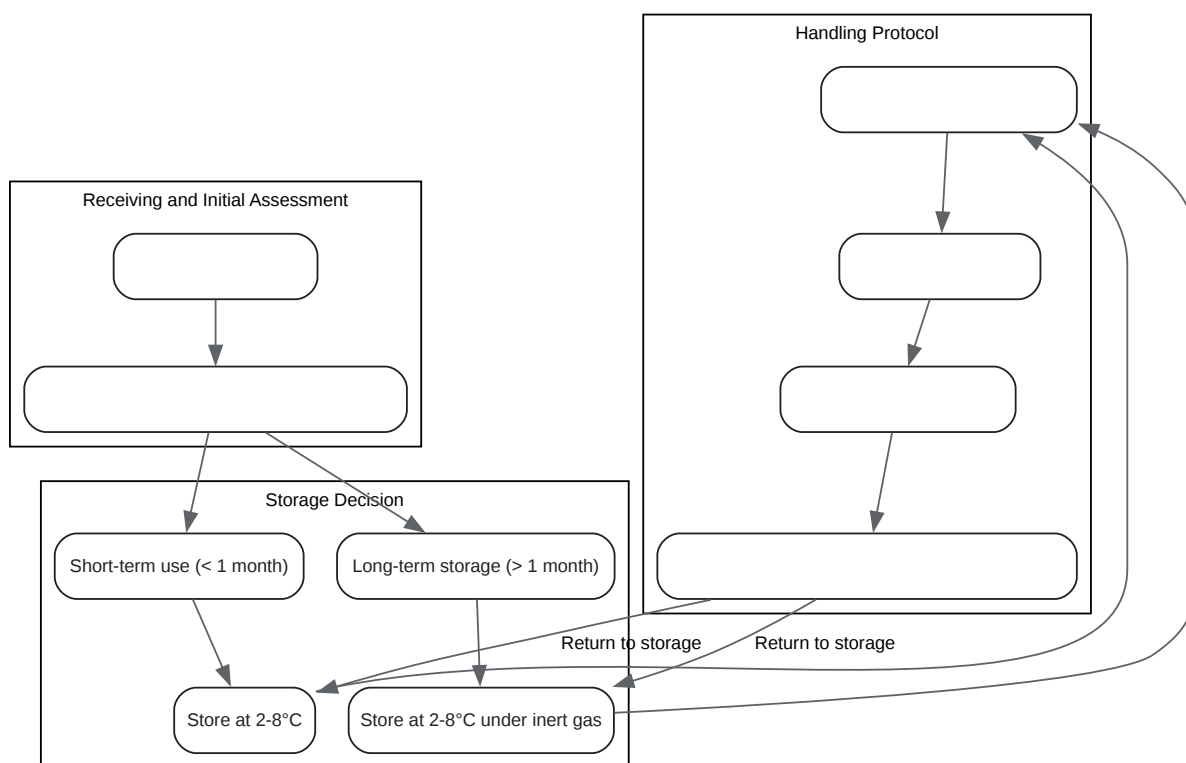 Handling Protocol
Receiving and Initial Assessment
Storage Decision
Short-term use (< 1 month)
Long-term storage (> 1 month)
Return to storage
Return to storage
Store at 2-8°C
Store at 2-8°C under inert gas